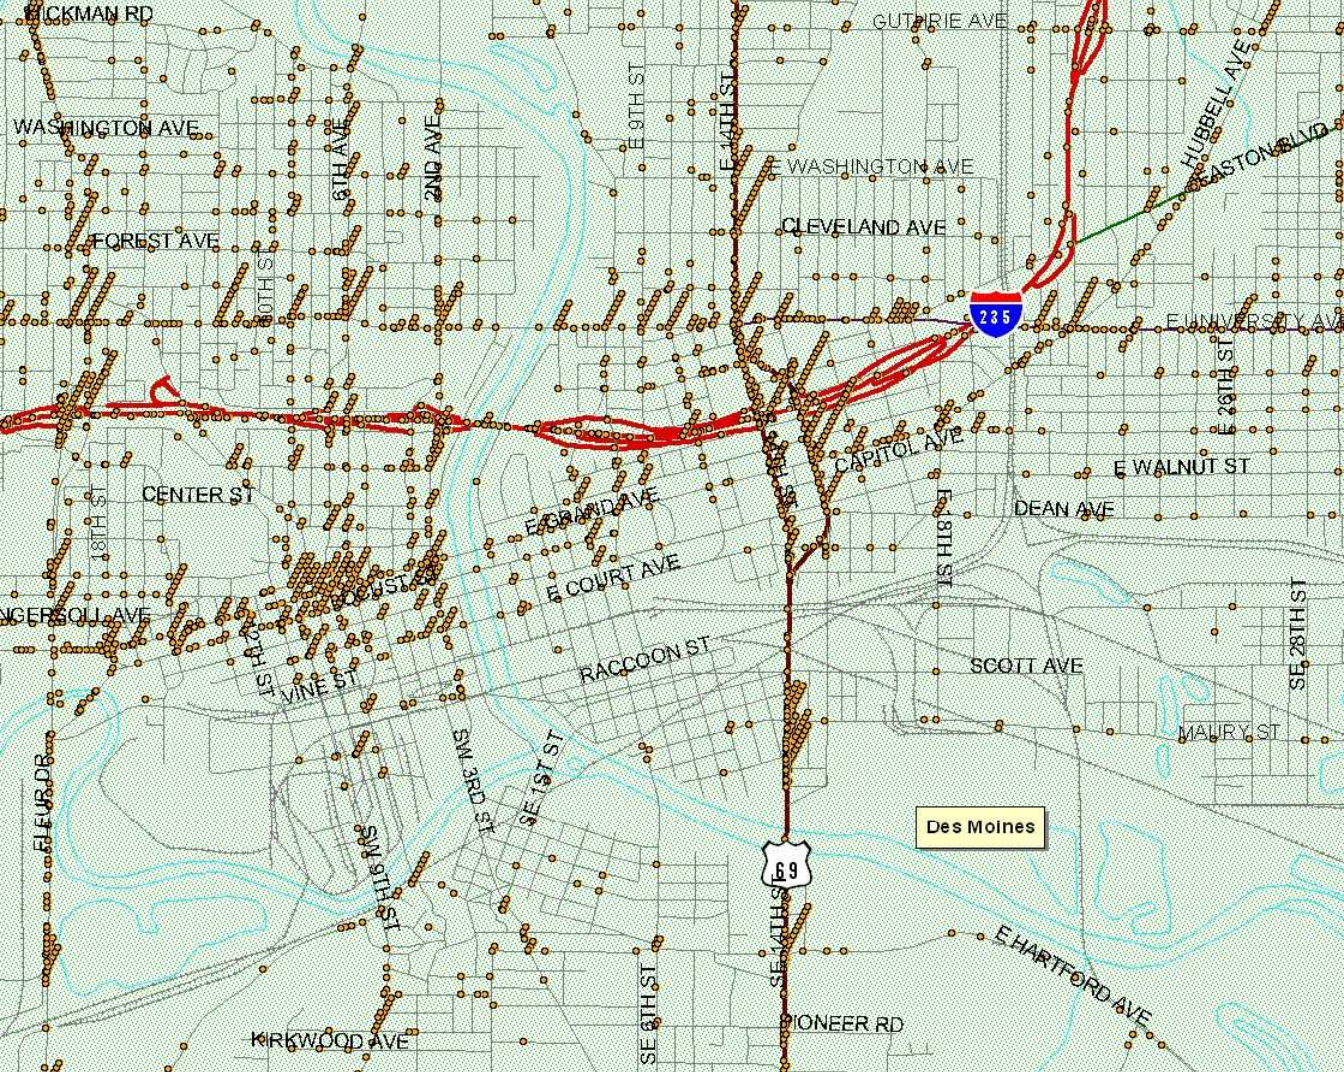 HICKMAN RD
GUTHRIE AVE
HUBBELL AVE
E 9TH ST
E 14TH ST
WASHINGTON AVE
6TH AVE
2ND AVE
EASTON BLVD
E WASHINGTON AVE
CLEVELAND AVE
FOREST AVE
10TH ST
235
E UNIVERSITY AV
E 26TH ST
CAPITOL AVE
E WALNUT ST
CENTER ST
18TH ST
E GRAND AVE
E 18TH ST
DEAN AVE
LOCUST ST
E COURT AVE
NGERSOLL AVE
12TH ST
VINE ST
RACCOON ST
SCOTT AVE
SE 28TH ST
MAURY ST
FLEUR DR
SW 3RD ST
SE 1ST ST
Des Moines
SW 9TH ST
69
SE 14TH ST
E HARTFORD AVE
SE 6TH ST
PIONEER RD
KIRKWOOD AVE